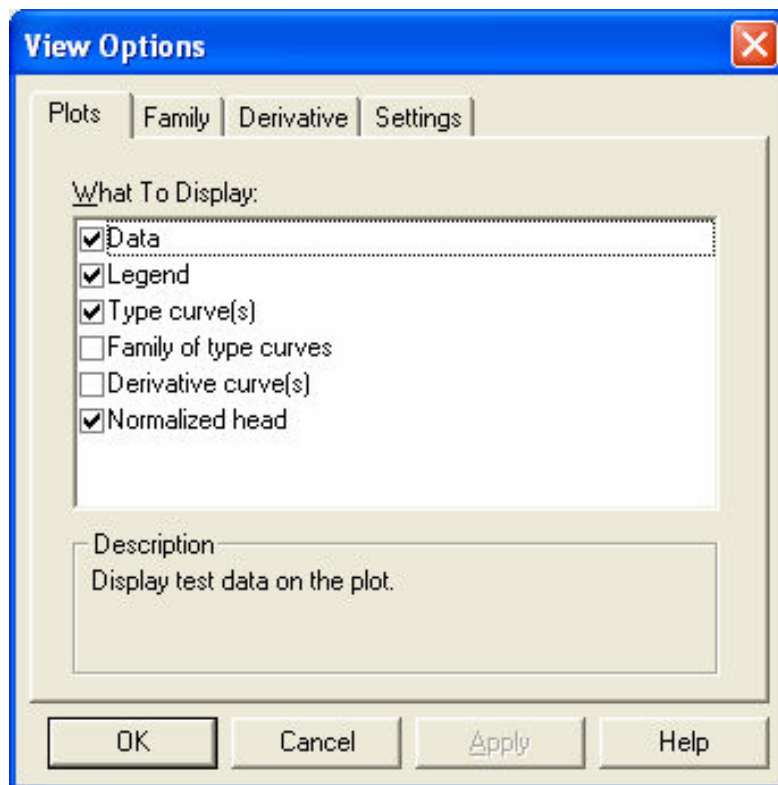 View Options
Plots Family Derivative Settings
What To Display:
Data
Legend
Type curve(s)
Family of type curves
Derivative curve(s)
Normalized head
Description
Display test data on the plot.
OK Cancel Apply Help